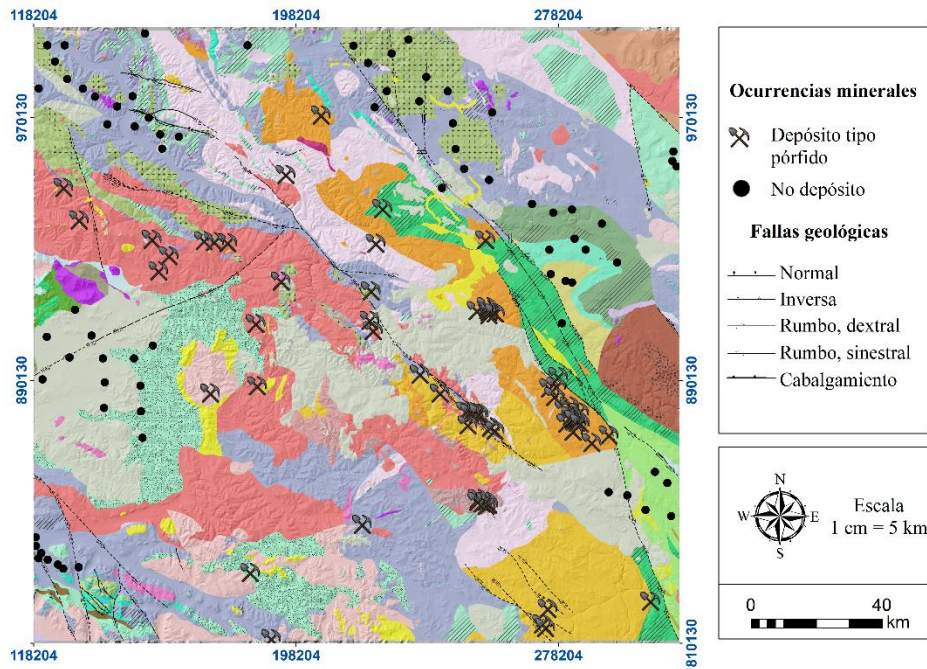 118204
198204
278204
970130
970130
890130
890130
810130
118204
198204
278204
Ocurrencias minerales
Depósito tipo
pórfido
No depósito
Fallas geológicas
Normal
Inversa
Rumbo, dextral
Rumbo, sinestral
Cabalgamiento
N
W
E
S
Escala
1 cm = 5 km
0
40
km